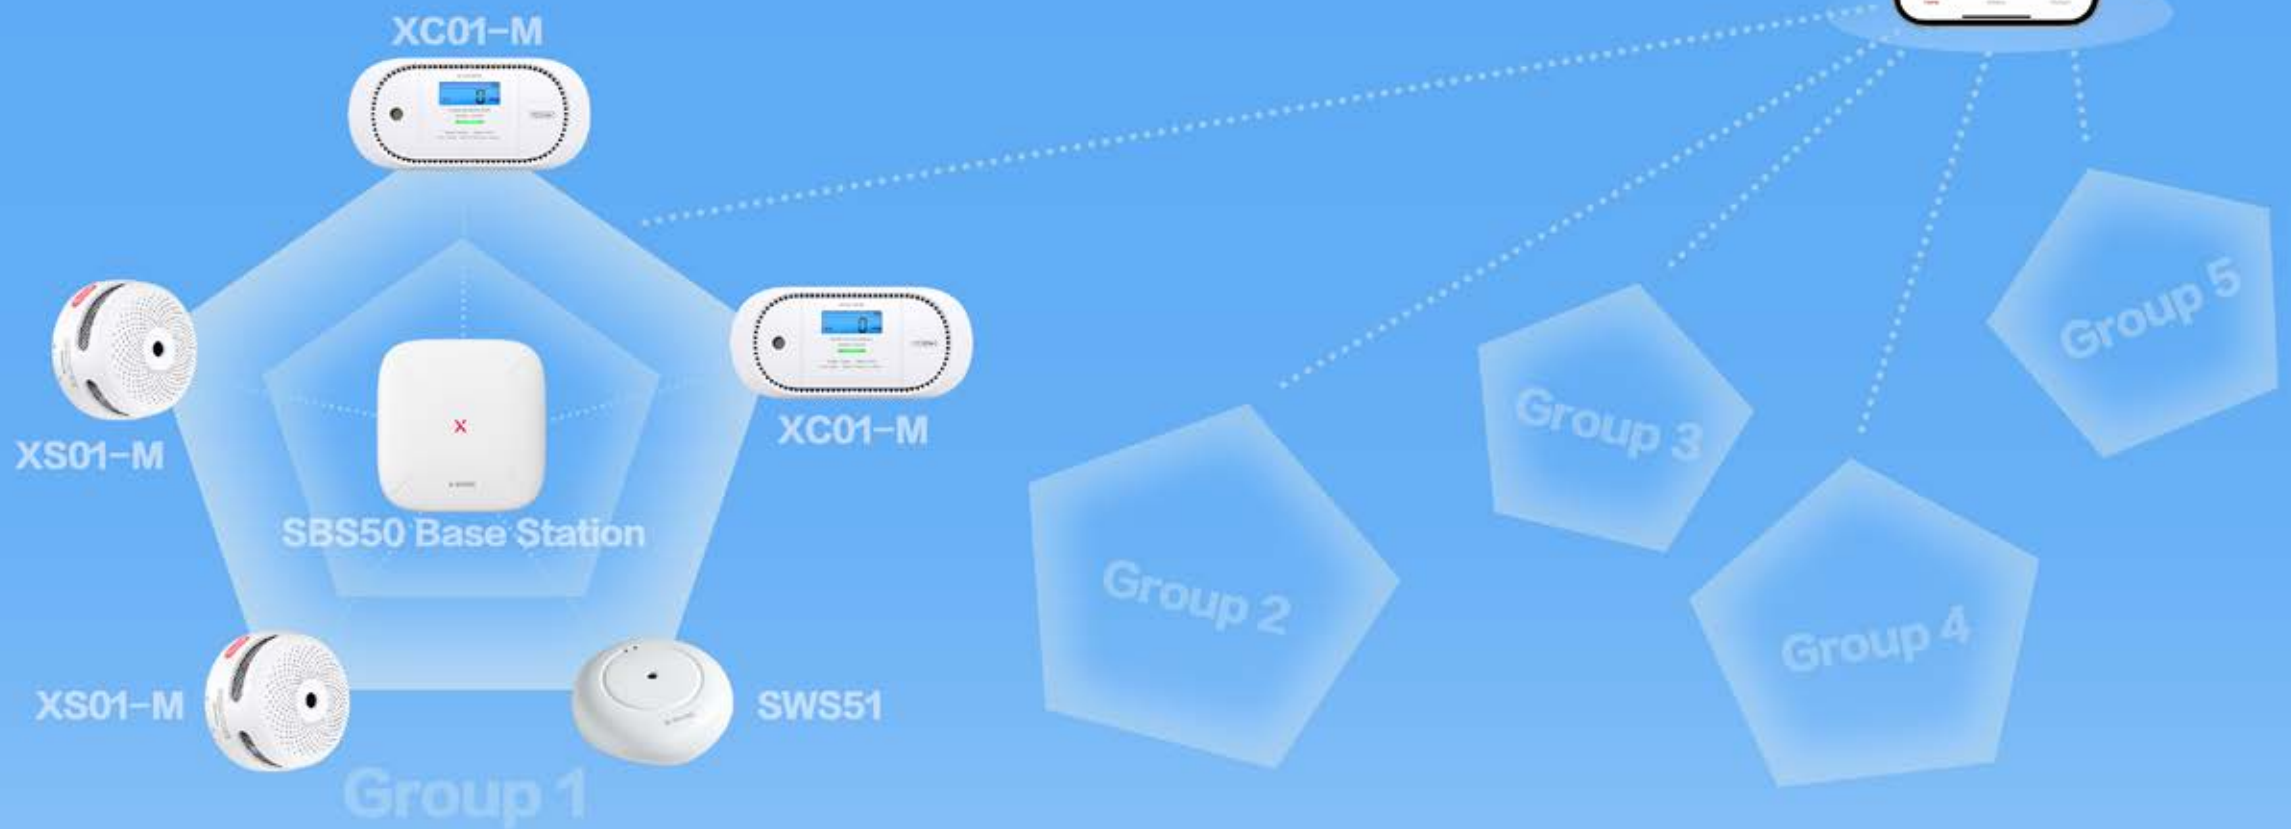 XC01-M
XS01-M
XC01-M
X
SBS50 Base Station
XS01-M
SWS51
Group 1
Group 2
Group 3
Group 4
Group 5